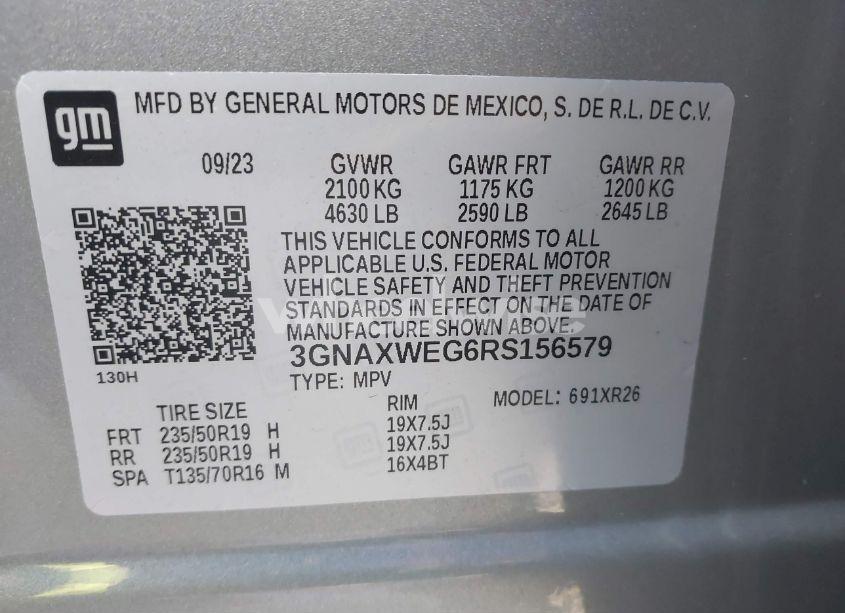 gm
MFD BY GENERAL MOTORS DE MEXICO, S. DE R.L. DE C.V.
09/23 GVWR GAWR FRT GAWR RR
2100 KG 1175 KG 1200 KG
4630 LB 2590 LB 2645 LB
THIS VEHICLE CONFORMS TO ALL
APPLICABLE U.S. FEDERAL MOTOR
VEHICLE SAFETY AND THEFT PREVENTION
STANDARDS IN EFFECT ON THE DATE OF
MANUFACTURE SHOWN ABOVE.
3GNAXWEG6RS156579
130H
TYPE: MPV MODEL: 691XR26
TIRE SIZE RIM
FRT 235/50R19 H 19X7.5J
RR 235/50R19 H 19X7.5J
SPA T135/70R16 M 16X4BT